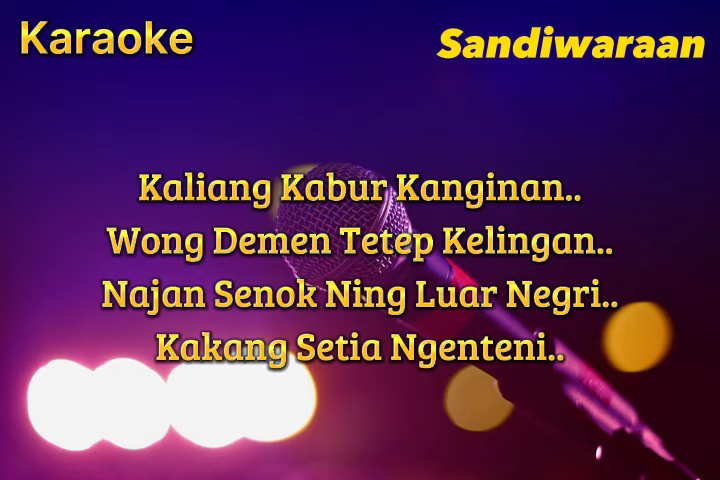 Karaoke
Sandiwaraan
Kaliang Kabur Kanginan..
Wong Demen Tetep Kelingan..
Najan Senok Ning Luar Negri..
Kakang Setia Ngenteni..